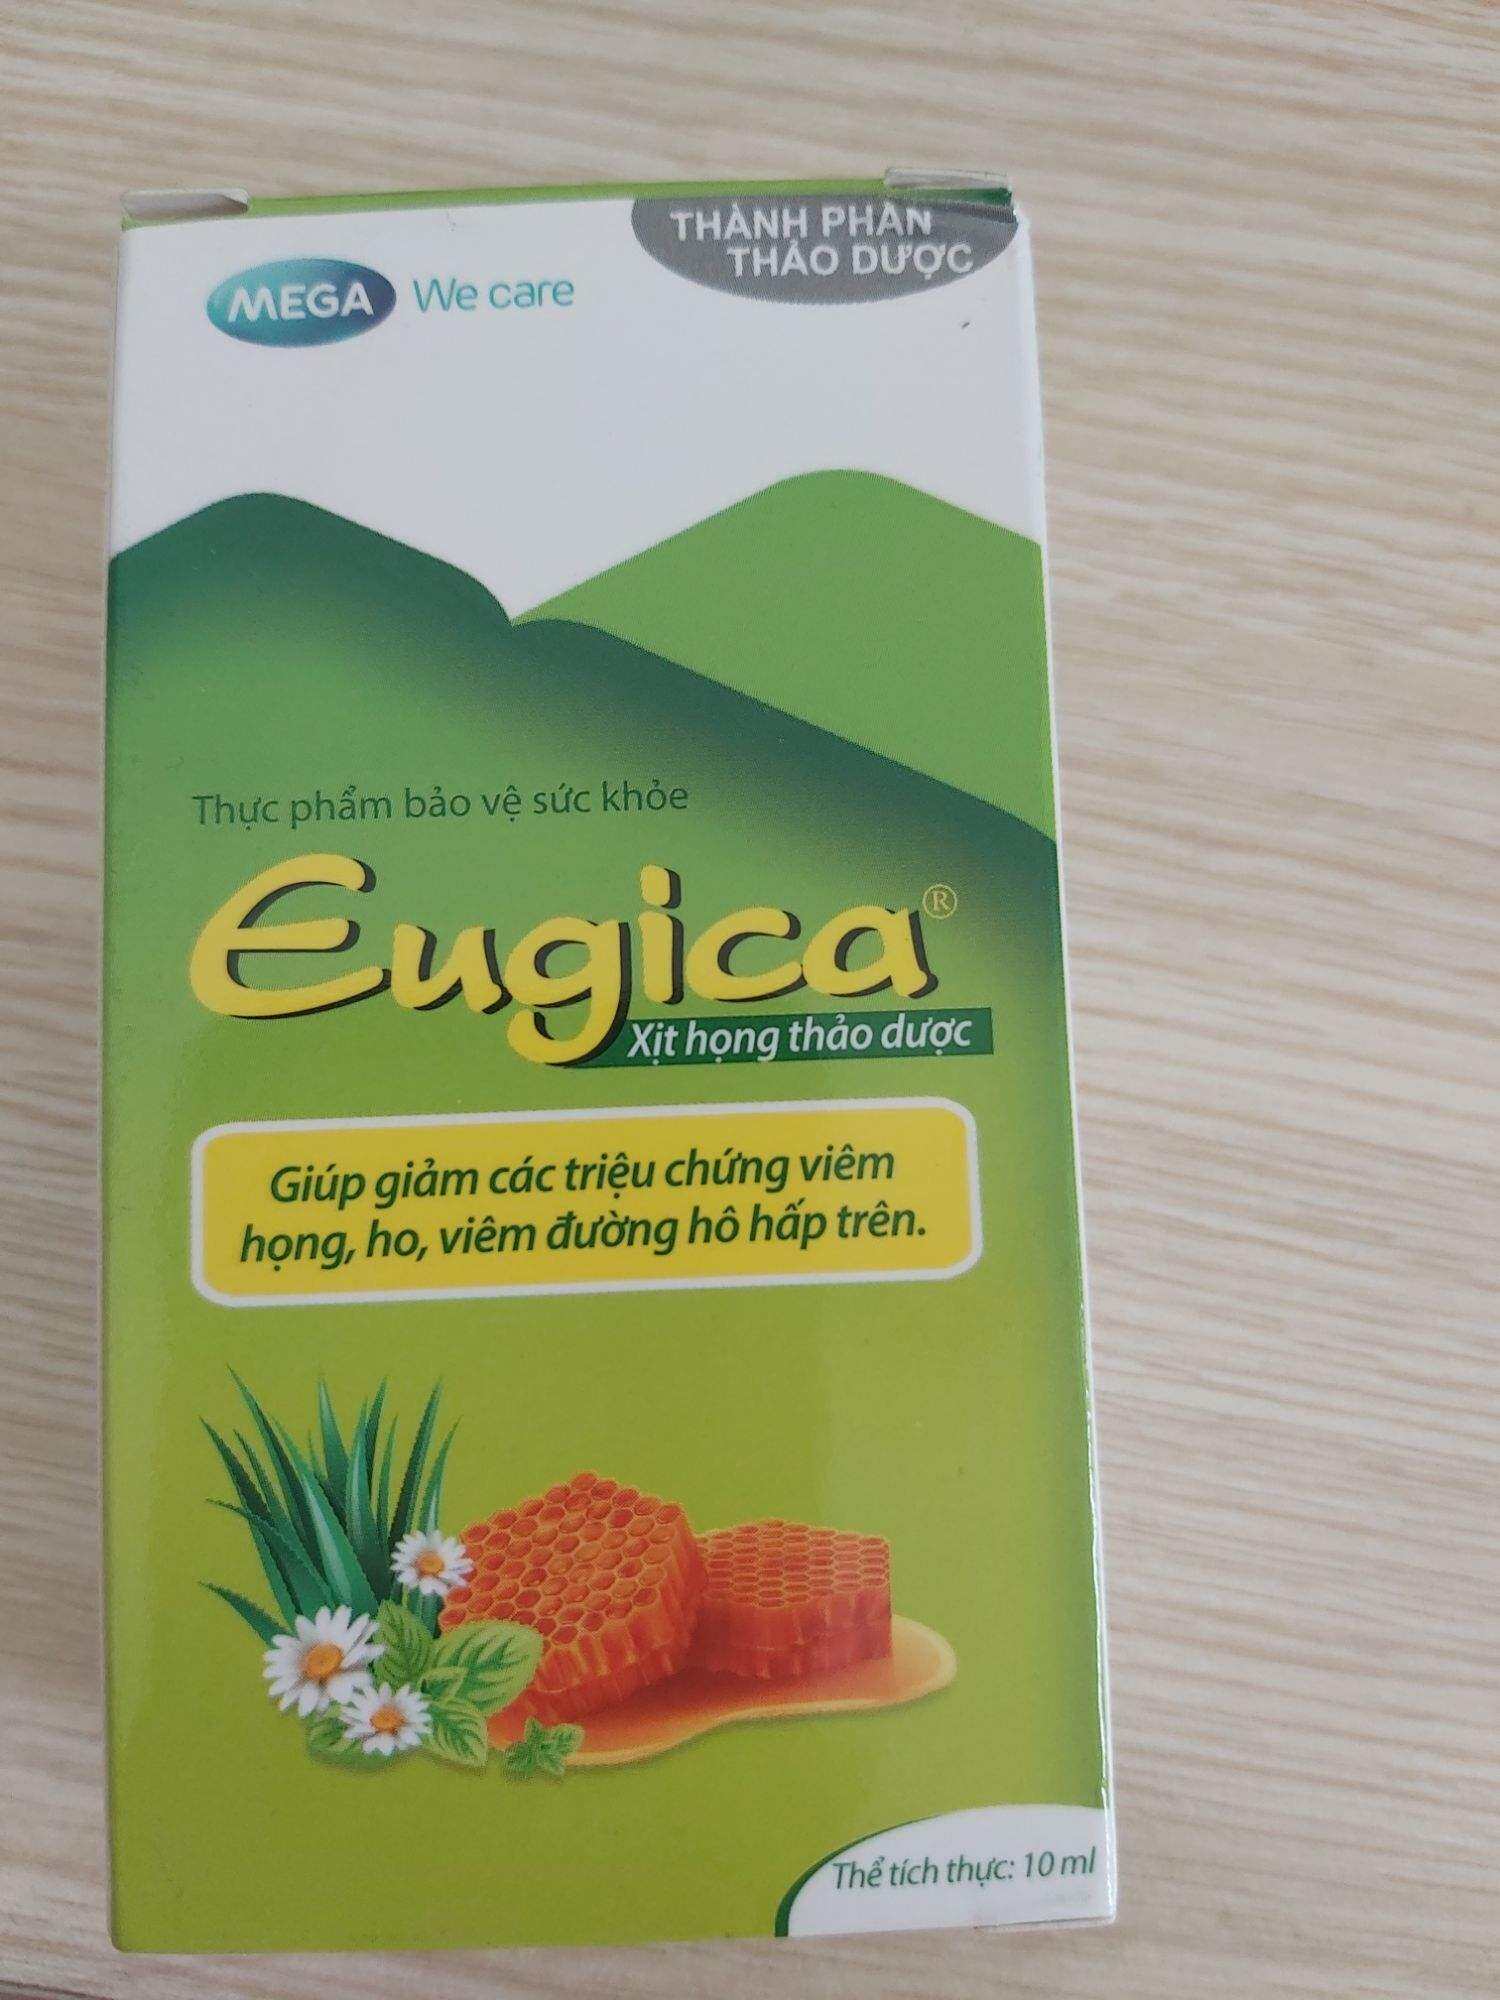 THÀNH PHẦN
THẢO DƯỢC
MEGA We care
Thực phẩm bảo vệ sức khỏe
Eugica®
Xịt họng thảo dược
Giúp giảm các triệu chứng viêm
họng, ho, viêm đường hô hấp trên.
Thể tích thực: 10 ml